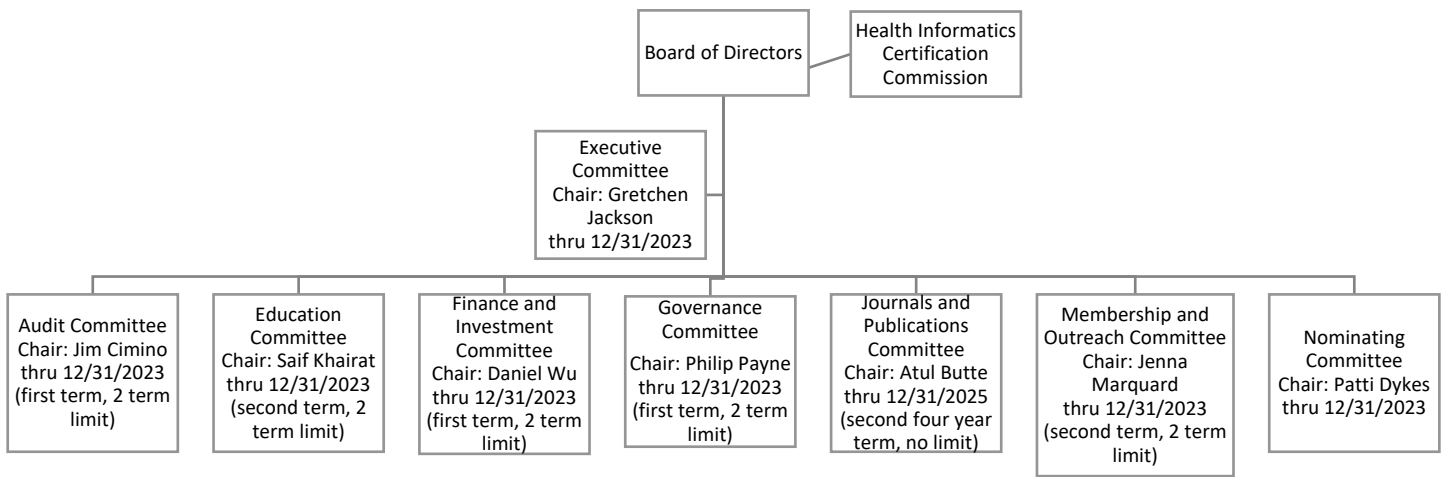 Board of Directors
Health Informatics
Certification
Commission
Executive
Committee
Chair: Gretchen
Jackson
thru 12/31/2023
Audit Committee
Chair: Jim Cimino
thru 12/31/2023
(first term, 2 term
limit)
Education
Committee
Chair: Saif Khairat
thru 12/31/2023
(second term, 2
term limit)
Finance and
Investment
Committee
Chair: Daniel Wu
thru 12/31/2023
(first term, 2 term
limit)
Governance
Committee
Chair: Philip Payne
thru 12/31/2023
(first term, 2 term
limit)
Journals and
Publications
Committee
Chair: Atul Butte
thru 12/31/2025
(second four year
term, no limit)
Membership and
Outreach Committee
Chair: Jenna
Marquard
thru 12/31/2023
(second term, 2 term
limit)
Nominating
Committee
Chair: Patti Dykes
thru 12/31/2023